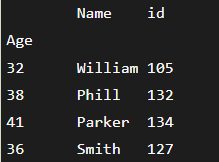 Name id
Age
32 William 105
38 Phill 132
41 Parker 134
36 Smith 127